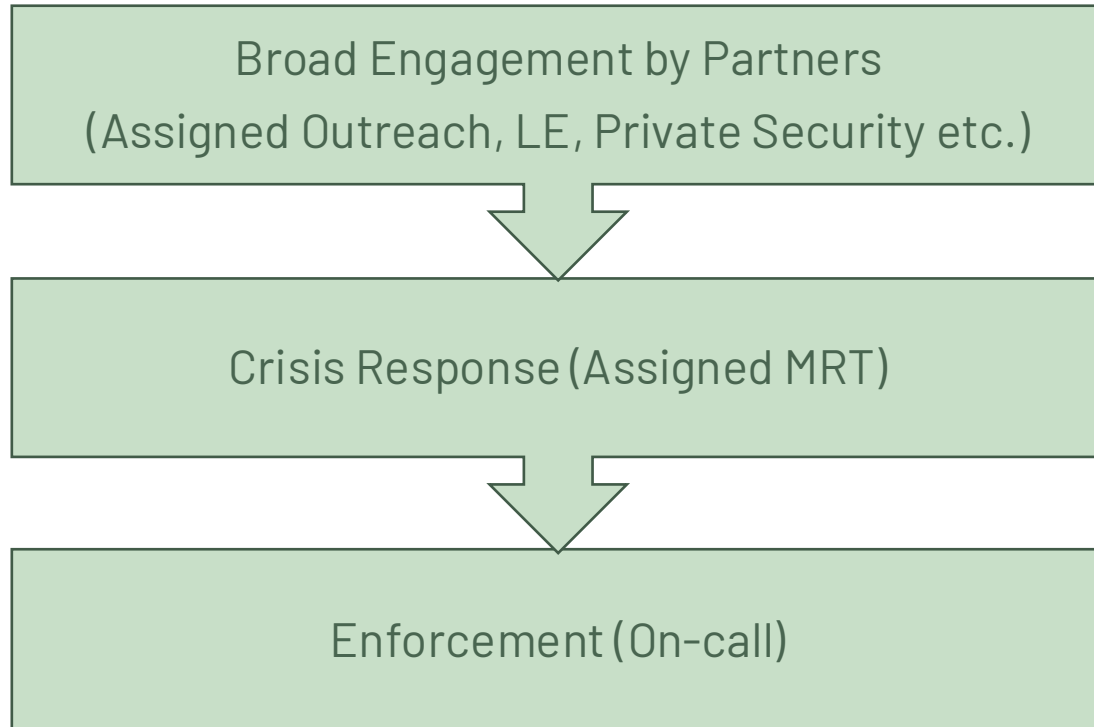 Broad Engagement by Partners
(Assigned Outreach, LE, Private Security etc.)
Crisis Response (Assigned MRT)
Enforcement (On-call)